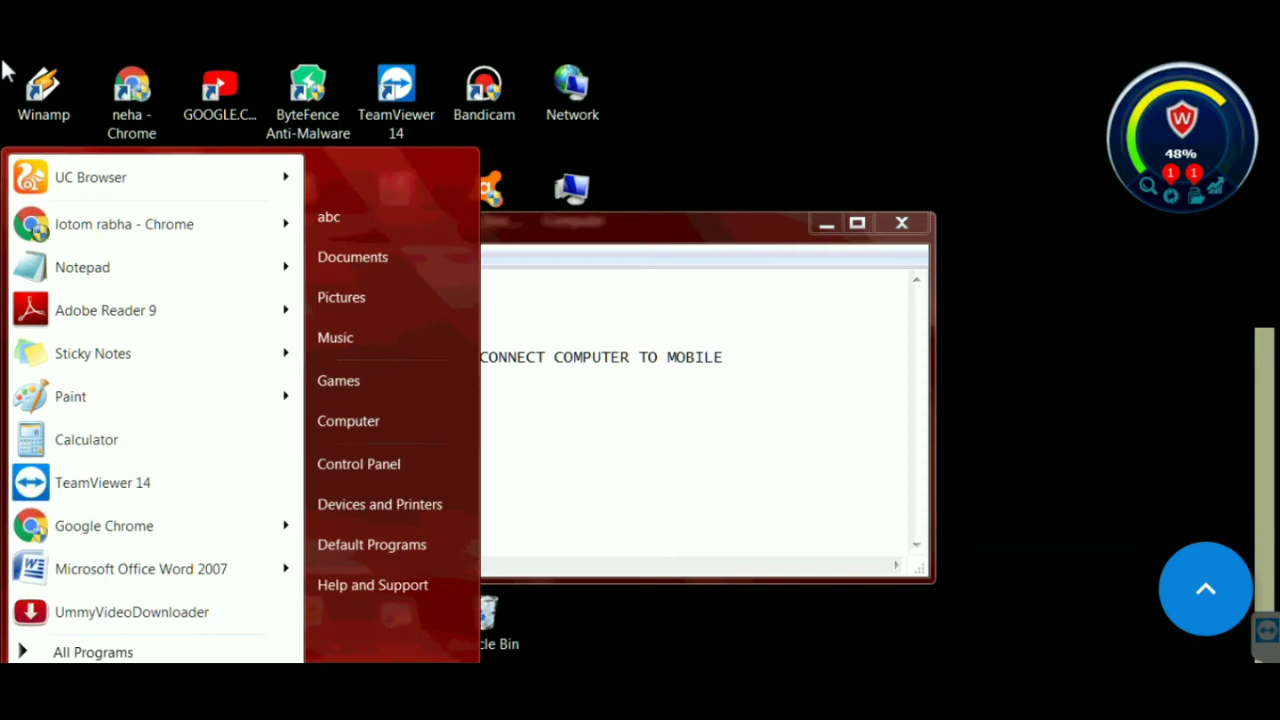 Winamp
neha -
Chrome
GOOGLE.C...
ByteFence
Anti-Malware
TeamViewer
14
Bandicam
Network
W
48%
1 1
UC Browser
lotom rabha - Chrome
Notepad
Adobe Reader 9
Sticky Notes
Paint
Calculator
TeamViewer 14
Google Chrome
Microsoft Office Word 2007
UmmyVideoDownloader
All Programs
abc
Documents
Pictures
Music
Games
Computer
Control Panel
Devices and Printers
Default Programs
Help and Support
CONNECT COMPUTER TO MOBILE
cle Bin